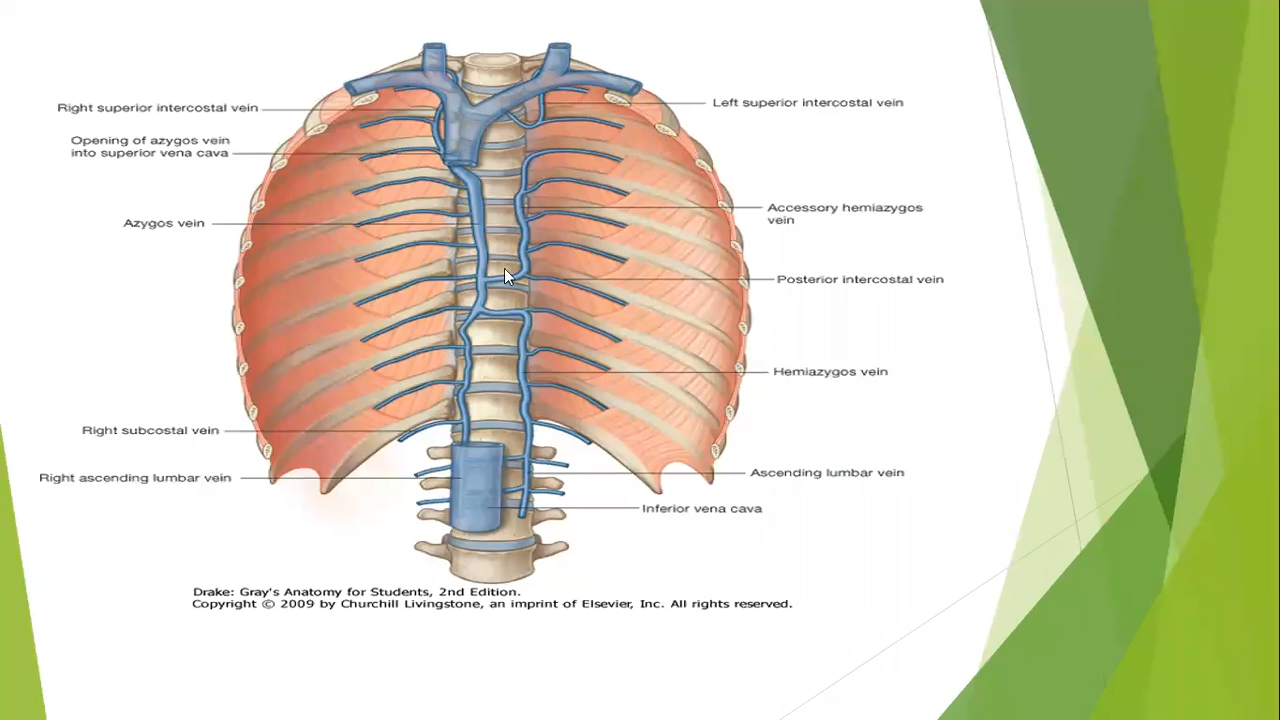 Right superior intercostal vein
Left superior intercostal vein
Opening of azygos vein
into superior vena cava
Azygos vein
Accessory hemiazygos
vein
Posterior intercostal vein
Hemiazygos vein
Right subcostal vein
Right ascending lumbar vein
Ascending lumbar vein
Inferior vena cava
Drake: Gray's Anatomy for Students, 2nd Edition.
Copyright © 2009 by Churchill Livingstone, an imprint of Elsevier, Inc. All rights reserved.